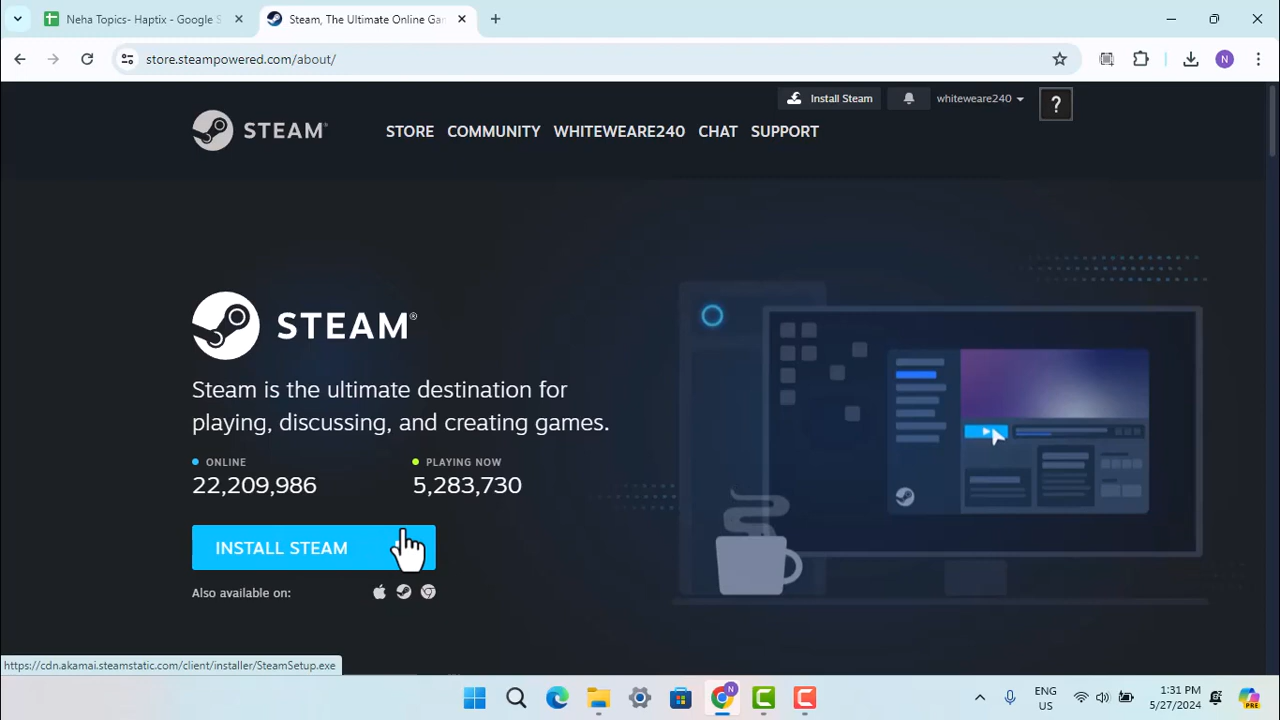 Neha Topics- Haptix - Google S
Steam, The Ultimate Online Gam
store.steampowered.com/about/
N
Install Steam
whiteweare240
?
STEAM®
STORE
COMMUNITY
WHITEWEARE240
CHAT
SUPPORT
STEAM®
Steam is the ultimate destination for
playing, discussing, and creating games.
ONLINE
PLAYING NOW
22,209,986
5,283,730
INSTALL STEAM
Also available on:
https://cdn.akamai.steamstatic.com/client/installer/SteamSetup.exe
N
ENG
US
1:31 PM
5/27/2024
PRE